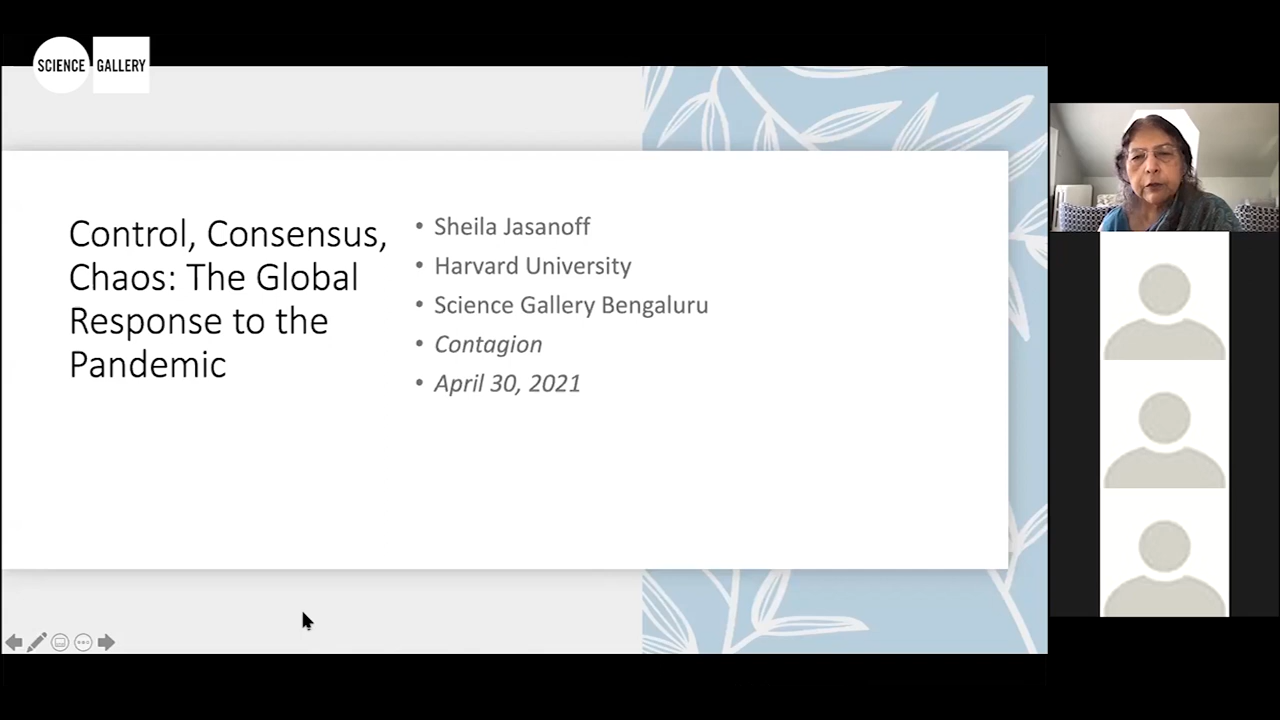 SCIENCE GALLERY
Control, Consensus,
Chaos: The Global
Response to the
Pandemic
• Sheila Jasanoff
• Harvard University
• Science Gallery Bengaluru
• Contagion
• April 30, 2021